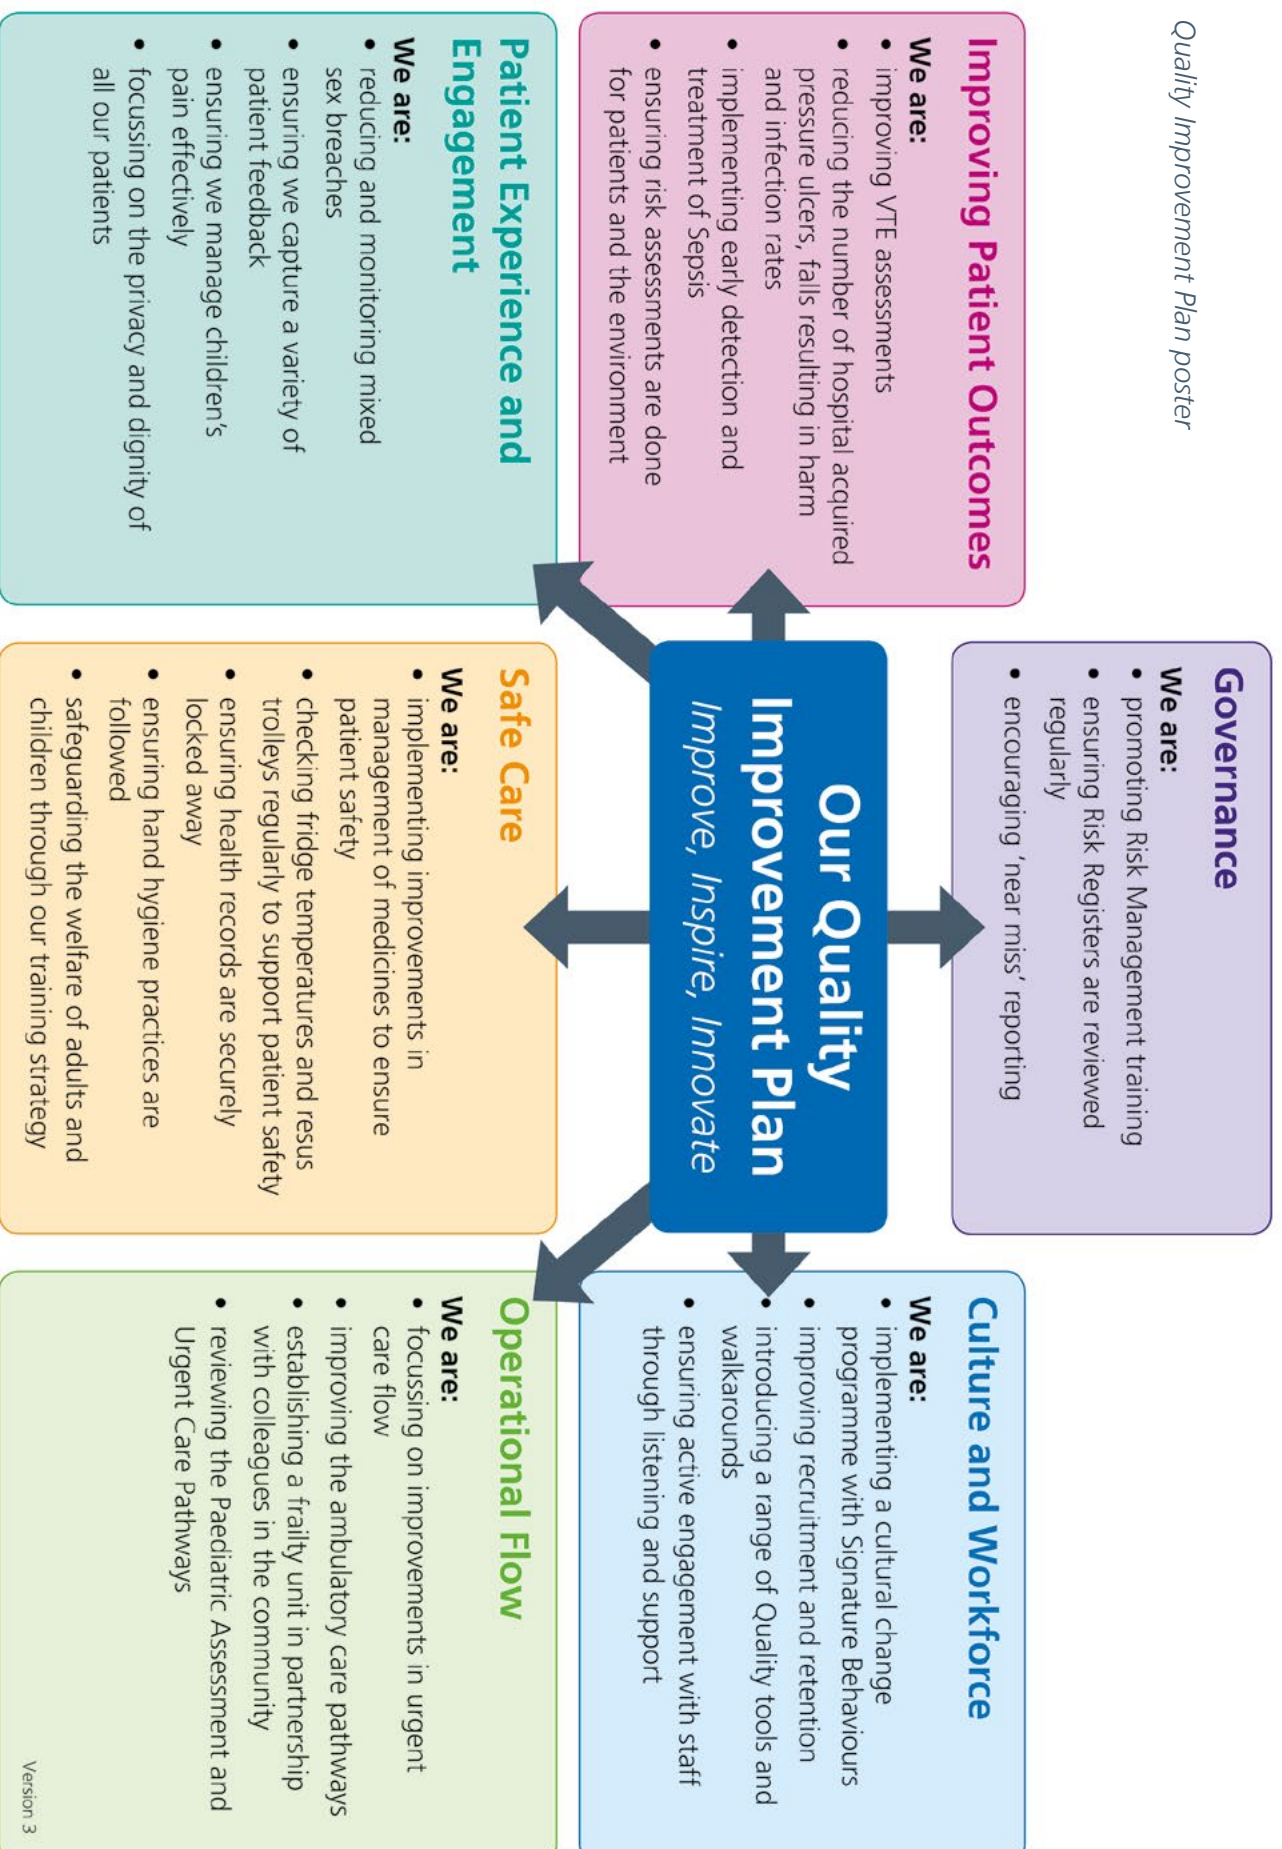 Quality Improvement Plan poster
Governance
We are:
• promoting Risk Management training
• ensuring Risk Registers are reviewed
regularly
• encouraging ‘near miss’ reporting
Improving Patient Outcomes
We are:
• improving VTE assessments
• reducing the number of hospital acquired
pressure ulcers, falls resulting in harm
and infection rates
• implementing early detection and
treatment of Sepsis
• ensuring risk assessments are done
for patients and the environment
Our Quality
Improvement Plan
Improve, Inspire, Innovate
Culture and Workforce
We are:
• implementing a cultural change
programme with Signature Behaviours
• improving recruitment and retention
• introducing a range of Quality tools and
walkarounds
• ensuring active engagement with staff
through listening and support
Patient Experience and
Engagement
We are:
• reducing and monitoring mixed
sex breaches
• ensuring we capture a variety of
patient feedback
• ensuring we manage children’s
pain effectively
• focussing on the privacy and dignity of
all our patients
Safe Care
We are:
• implementing improvements in
management of medicines to ensure
patient safety
• checking fridge temperatures and resus
trolleys regularly to support patient safety
• ensuring health records are securely
locked away
• ensuring hand hygiene practices are
followed
• safeguarding the welfare of adults and
children through our training strategy
Operational Flow
We are:
• focussing on improvements in urgent
care flow
• improving the ambulatory care pathways
• establishing a frailty unit in partnership
with colleagues in the community
• reviewing the Paediatric Assessment and
Urgent Care Pathways
Version 3